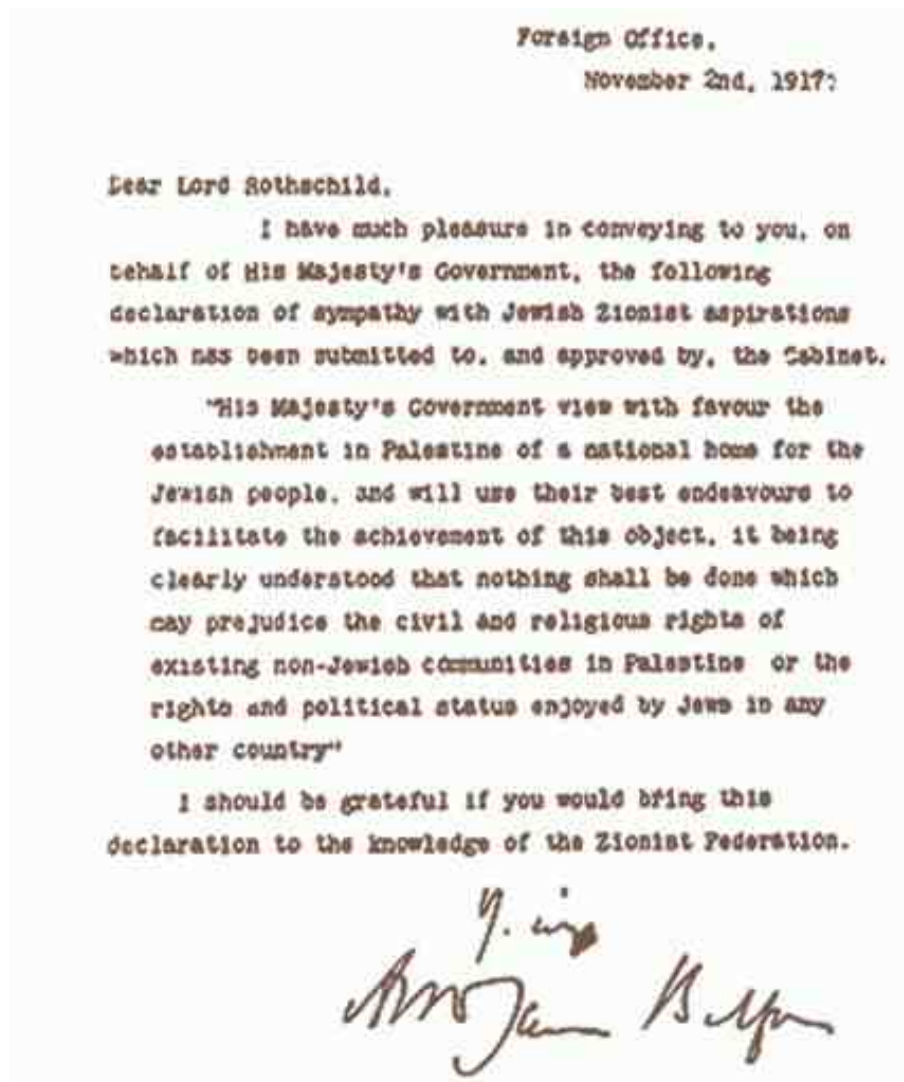 Foreign Office,
November 2nd, 1917.
Dear Lord Rothschild,
I have much pleasure in conveying to you, on
behalf of His Majesty's Government, the following
declaration of sympathy with Jewish Zionist aspirations
which has been submitted to, and approved by, the Cabinet.
"His Majesty's Government view with favour the
establishment in Palestine of a national home for the
Jewish people, and will use their best endeavours to
facilitate the achievement of this object, it being
clearly understood that nothing shall be done which
may prejudice the civil and religious rights of
existing non-Jewish communities in Palestine or the
rights and political status enjoyed by Jews in any
other country"
I should be grateful if you would bring this
declaration to the knowledge of the Zionist Federation.
Arthur James Balfour